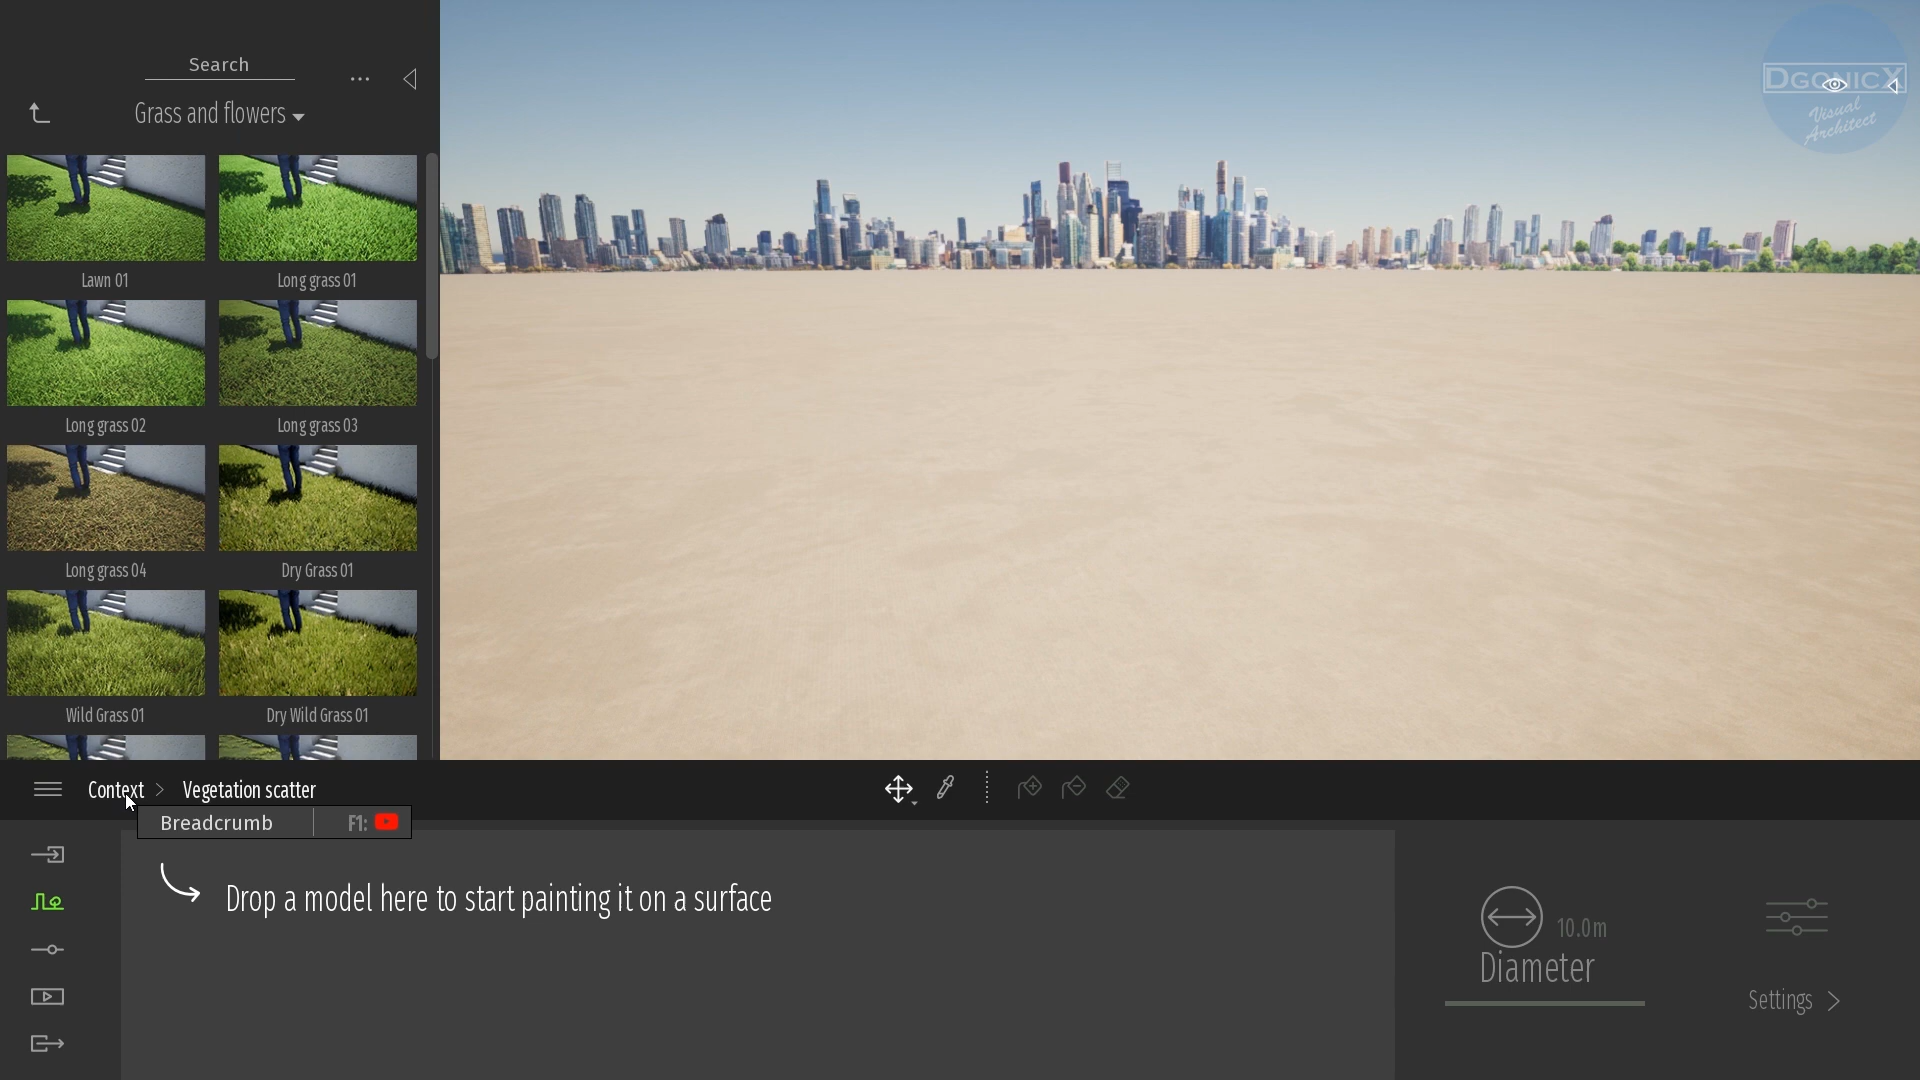 Search
...
Grass and flowers
Lawn 01
Long grass 01
Long grass 02
Long grass 03
Long grass 04
Dry Grass 01
Wild Grass 01
Dry Wild Grass 01
DGONICX
Visual
Architect
Context > Vegetation scatter
Breadcrumb F1:
Drop a model here to start painting it on a surface
10.0 m
Diameter
Settings >